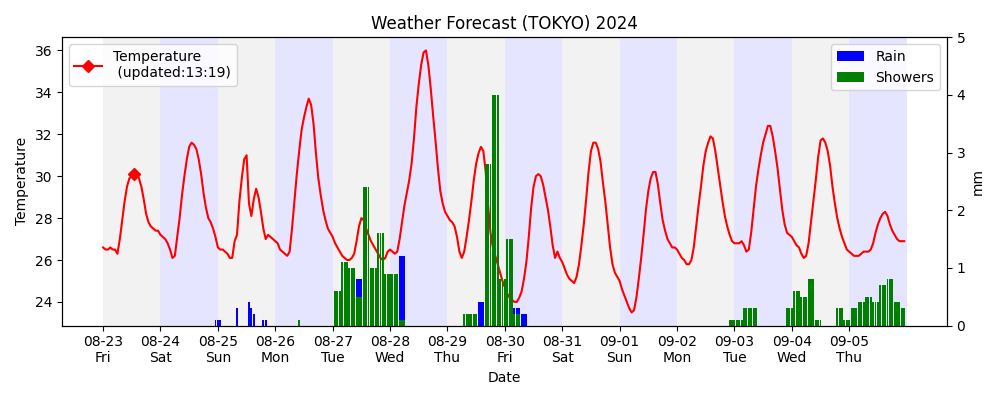 Weather Forecast (TOKYO) 2024
Temperature
(updated:13:19)
Rain
Showers
Temperature
36
34
32
30
28
26
24
5
4
3
2
1
0
mm
08-23 08-24 08-25 08-26 08-27 08-28 08-29 08-30 08-31 09-01 09-02 09-03 09-04 09-05
Fri Sat Sun Mon Tue Wed Thu Fri Sat Sun Mon Tue Wed Thu
Date